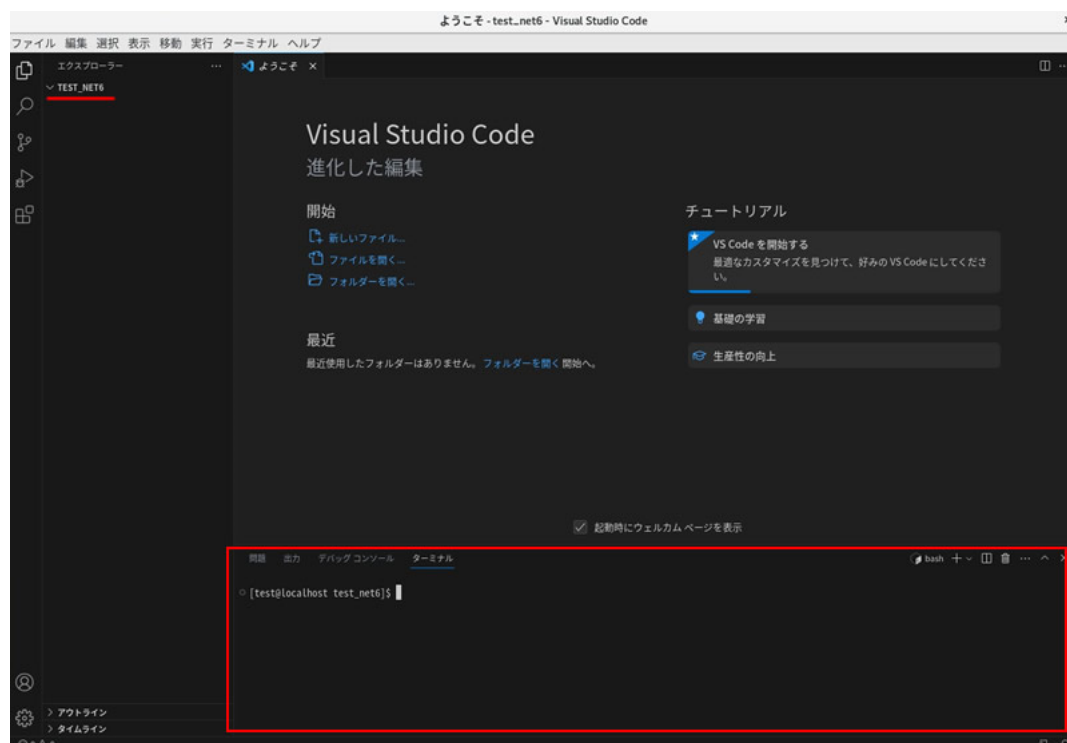 ようこそ - test_net6 - Visual Studio Code
ファイル 編集 選択 表示 移動 実行 ターミナル ヘルプ
エクスプローラー
ようこそ
TEST_NET6
Visual Studio Code
進化した編集
開始
新しいファイル...
ファイルを開く...
フォルダーを開く...
最近
最近使用したフォルダーはありません。フォルダーを開く 開始へ。
チュートリアル
VS Code を開始する
最適なカスタマイズを見つけて、好みの VS Code にしてくださ
い。
基礎の学習
生産性の向上
起動時にウェルカム ページを表示
問題 出力 デバッグ コンソール ターミナル
bash
[test@localhost test_net6]$
アウトライン
タイムライン